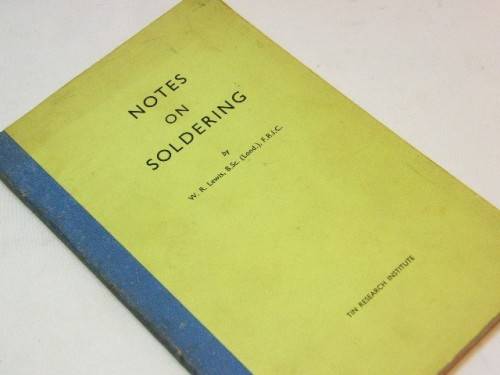 NOTES
ON
SOLDERING
by
W. R. Lewis, B.Sc. (Lond.), F.R.I.C.
TIN RESEARCH INSTITUTE